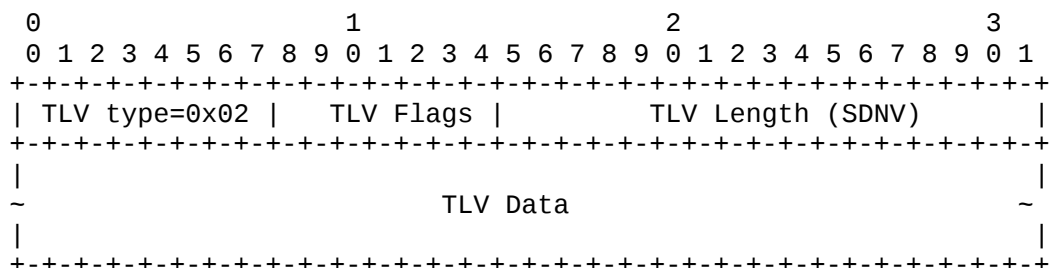 0                   1                   2                   3
 0 1 2 3 4 5 6 7 8 9 0 1 2 3 4 5 6 7 8 9 0 1 2 3 4 5 6 7 8 9 0 1
+-+-+-+-+-+-+-+-+-+-+-+-+-+-+-+-+-+-+-+-+-+-+-+-+-+-+-+-+-+-+-+-+
| TLV type=0x02 |   TLV Flags |         TLV Length (SDNV)       |
+-+-+-+-+-+-+-+-+-+-+-+-+-+-+-+-+-+-+-+-+-+-+-+-+-+-+-+-+-+-+-+-+
|                                                               |
~                          TLV Data                            ~
|                                                               |
+-+-+-+-+-+-+-+-+-+-+-+-+-+-+-+-+-+-+-+-+-+-+-+-+-+-+-+-+-+-+-+-+